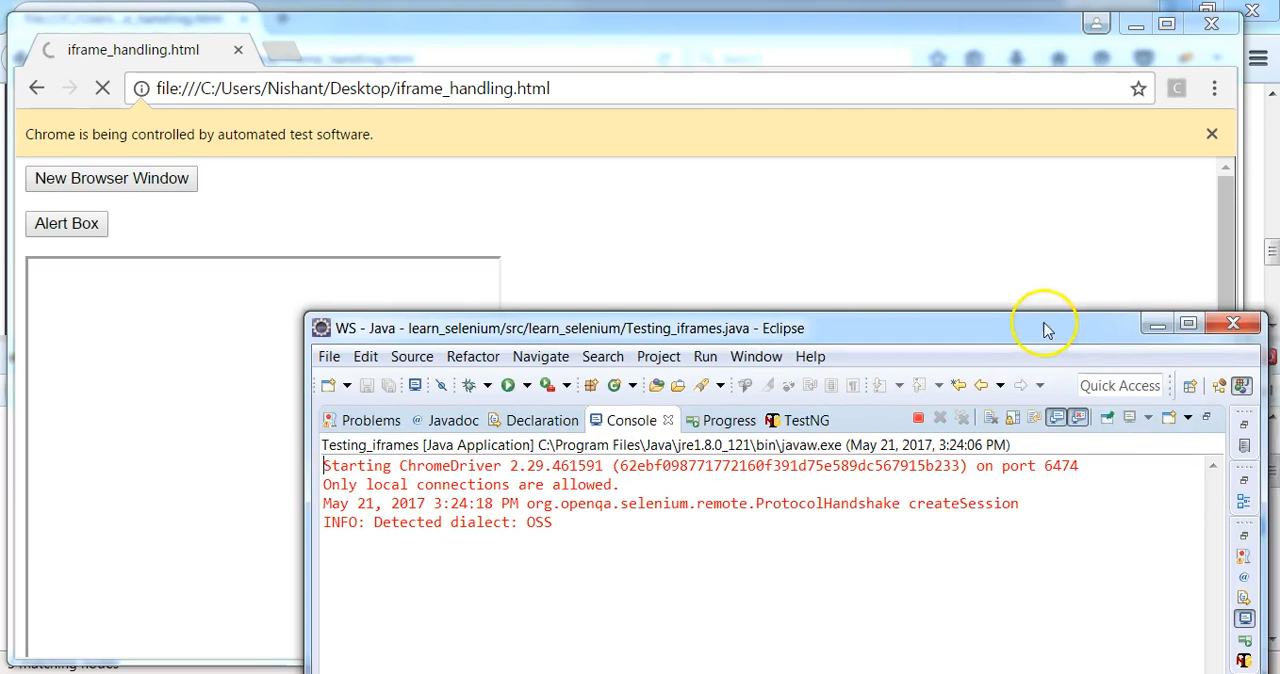 iframe_handling.html
file:///C:/Users/Nishant/Desktop/iframe_handling.html
C
Chrome is being controlled by automated test software.
New Browser Window
Alert Box
WS - Java - learn_selenium/src/learn_selenium/Testing_iframes.java - Eclipse
File Edit Source Refactor Navigate Search Project Run Window Help
Quick Access
Problems @ Javadoc Declaration Console Progress TestNG
Testing_iframes [Java Application] C:\Program Files\Java\jre1.8.0_121\bin\javaw.exe (May 21, 2017, 3:24:06 PM)
Starting ChromeDriver 2.29.461591 (62ebf098771772160f391d75e589dc567915b233) on port 6474
Only local connections are allowed.
May 21, 2017 3:24:18 PM org.openqa.selenium.remote.ProtocolHandshake createSession
INFO: Detected dialect: OSS
matching nodes